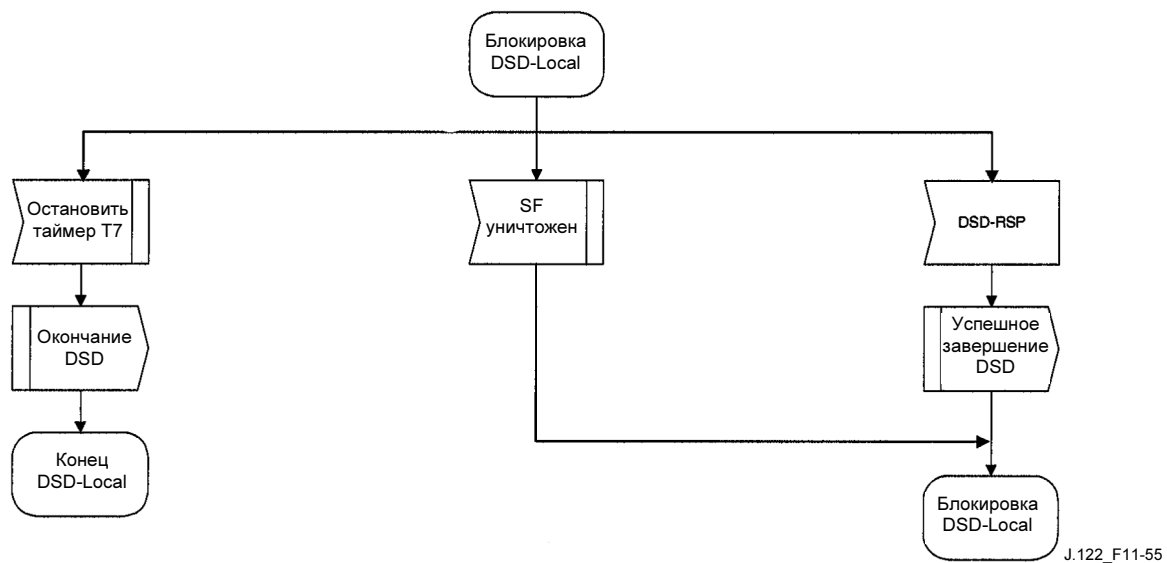 Блокировка
DSD-Local
Остановить
таймер T7
SF
уничтожен
DSD-RSP
Окончание
DSD
Успешное
завершение
DSD
Конец
DSD-Local
Блокировка
DSD-Local
J.122_F11-55